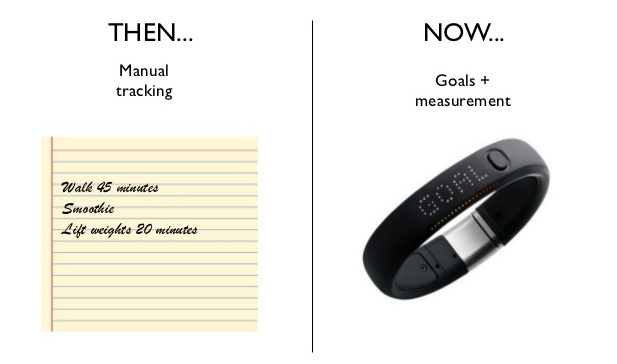 THEN...
Manual
tracking
Walk 45 minutes
Smoothie
Lift weights 20 minutes
NOW...
Goals +
measurement
GOAL